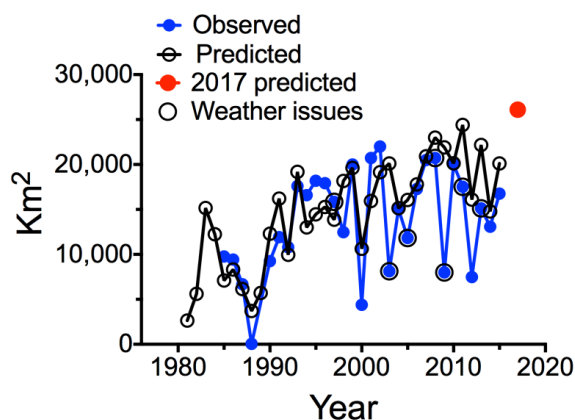 Observed
Predicted
2017 predicted
Weather issues
30,000
20,000
10,000
0
Km²
1980
1990
2000
2010
2020
Year